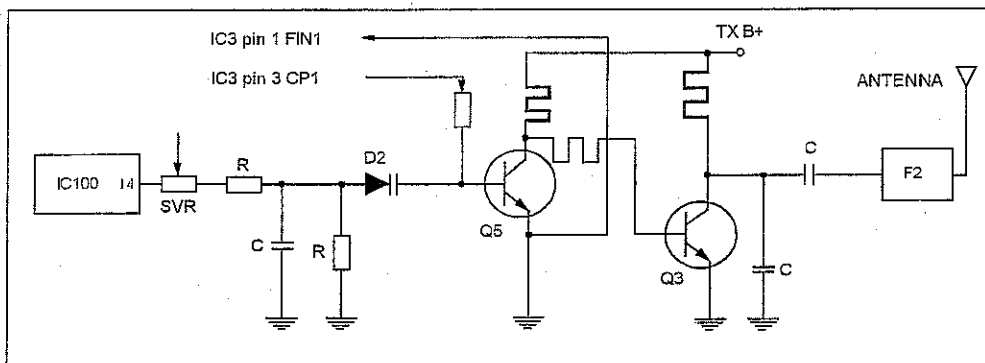 IC3 pin 1 FIN1
TX B+
IC3 pin 3 CP1
ANTENNA
IC100 14
SVR
R
D2
C
F2
C
R
Q5
Q3
C